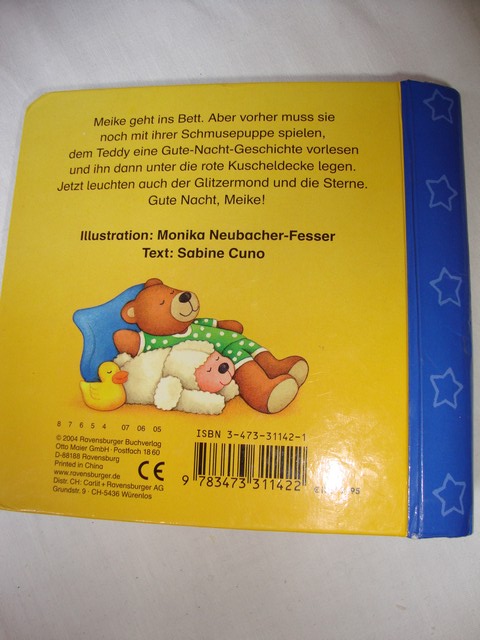 Meike geht ins Bett. Aber vorher muss sie
noch mit ihrer Schmusepuppe spielen,
dem Teddy eine Gute-Nacht-Geschichte vorlesen
und ihn dann unter die rote Kuscheldecke legen.
Jetzt leuchten auch der Glitzermond und die Sterne.
Gute Nacht, Meike!
Illustration: Monika Neubacher-Fesser
Text: Sabine Cuno
8 7 6 5 4 07 06 05
© 2004 Ravensburger Buchverlag
Otto Maier GmbH · Postfach 18 60
D-88188 Ravensburg
Printed in China
www.ravensburger.de
Distr. CH: Carlit + Ravensburger AG
Grundstr. 9 · CH-5436 Würenlos
CE
ISBN 3-473-31142-1
9 783473 311422
95